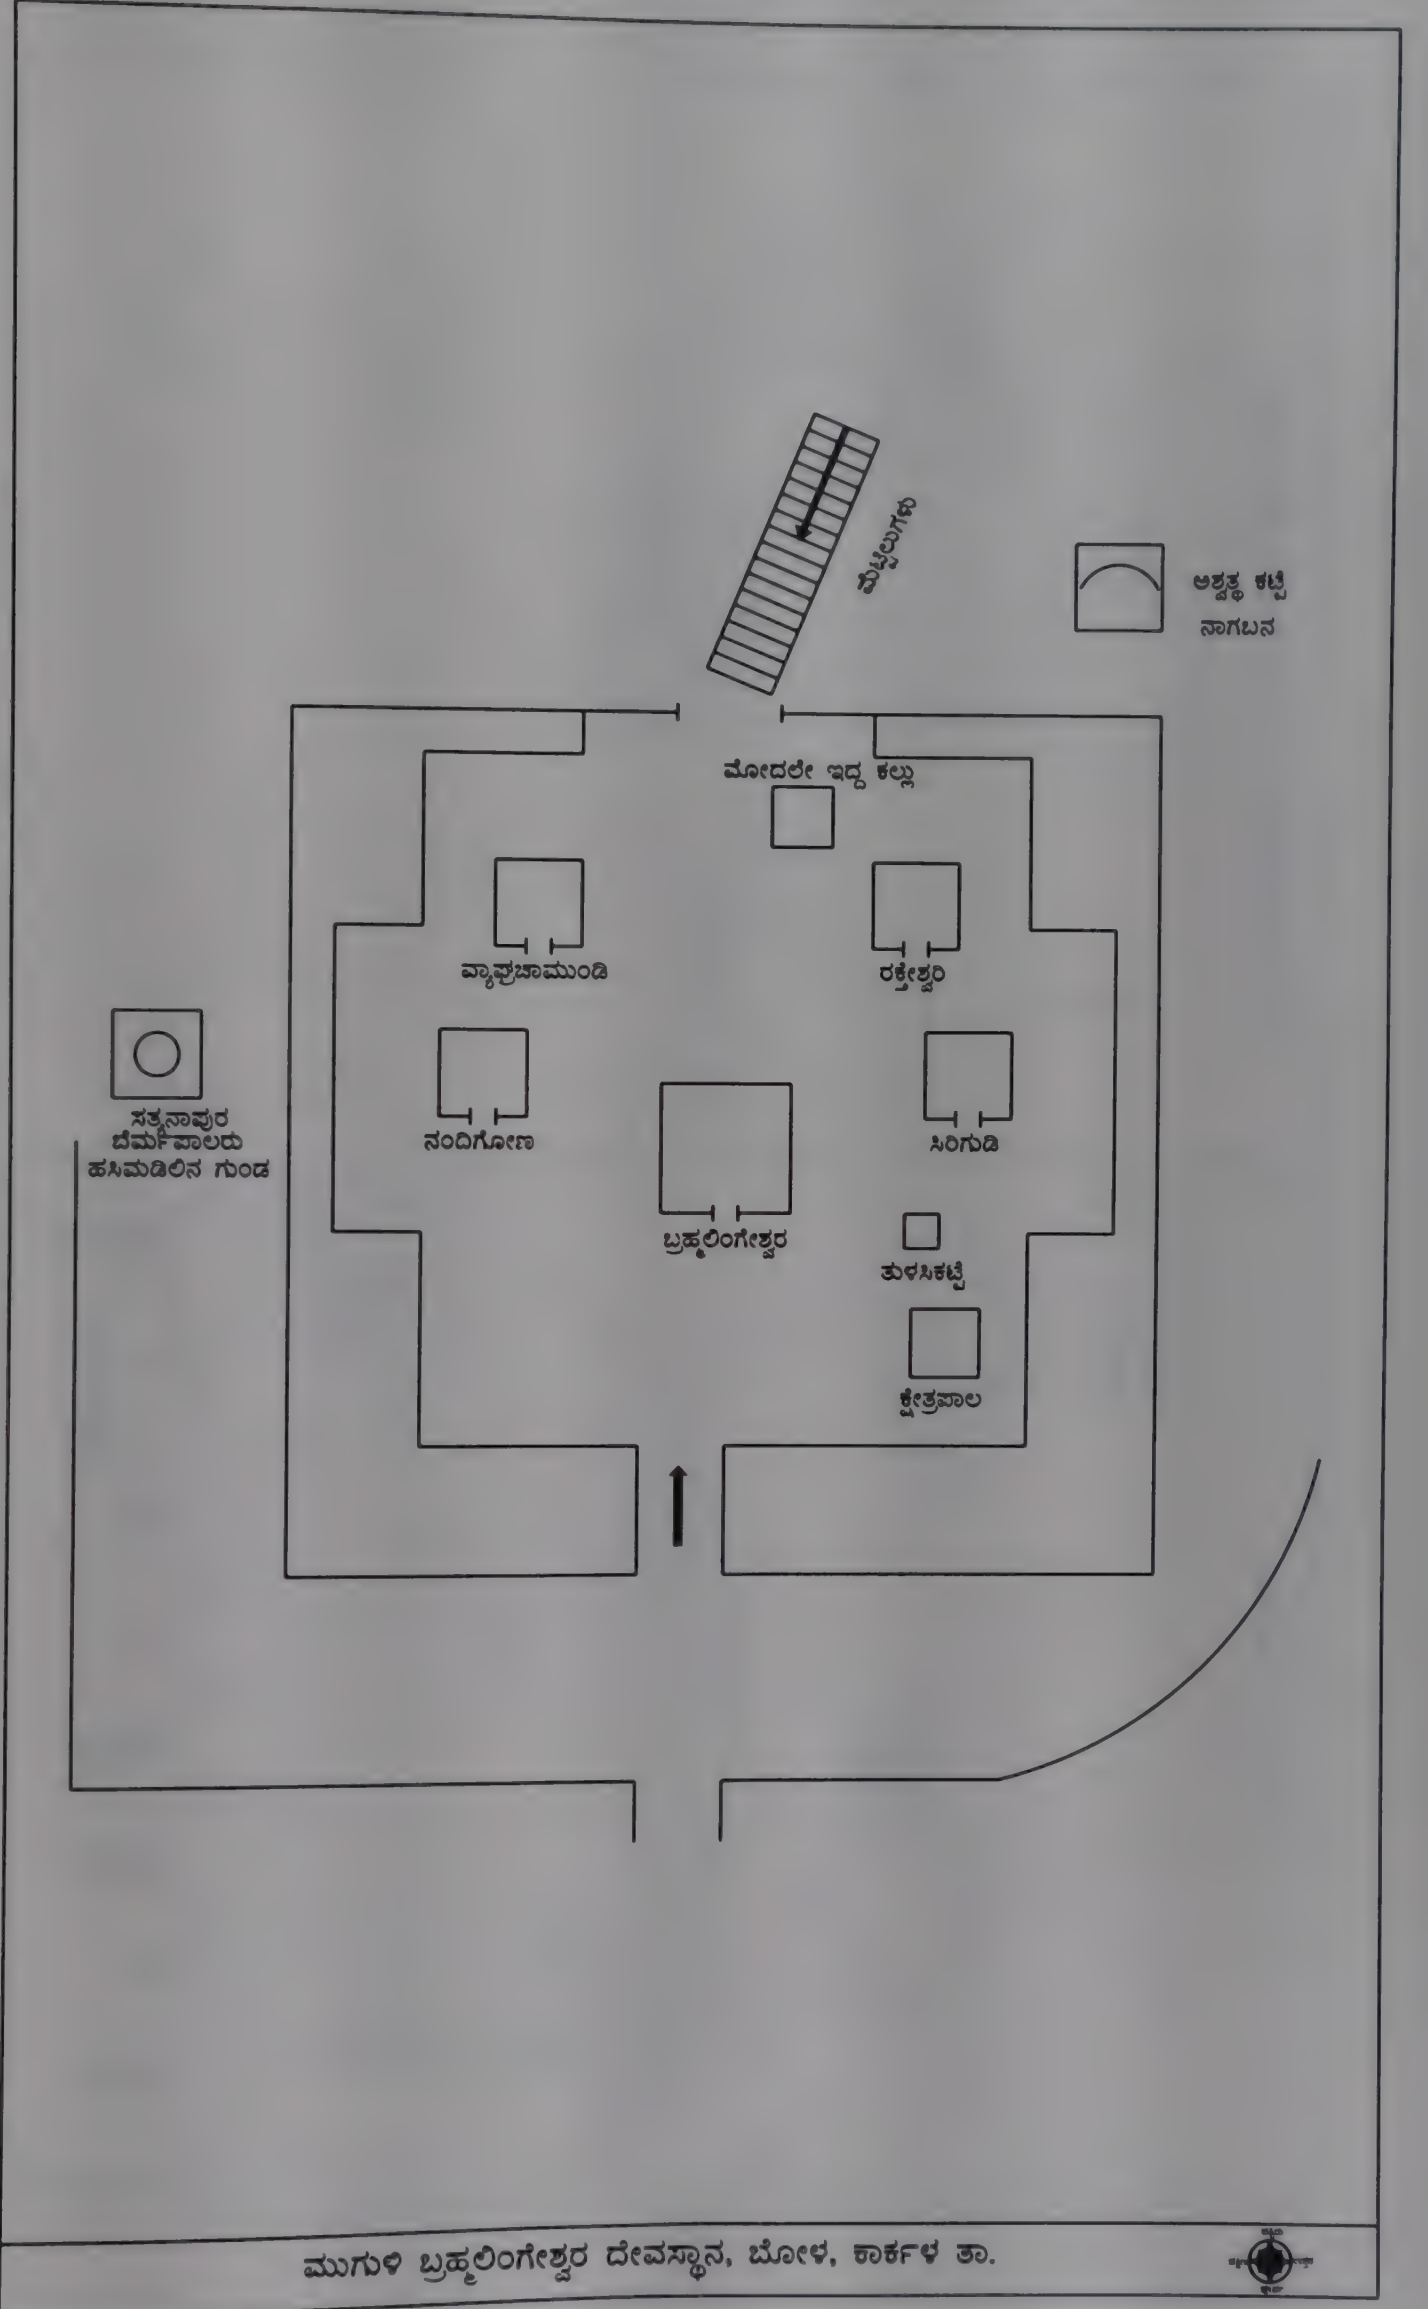 ಮೆಟ್ಟಿಲುಗಳು
ಅಶ್ವತ್ಥ ಕಟ್ಟೆ
ನಾಗಬನ
ಮೋದಲೇ ಇದ್ದ ಕಲ್ಲು
ವ್ಯಾಘ್ರಚಾಮುಂಡಿ
ರಕ್ತೇಶ್ವರಿ
ಸತ್ಯನಾಪುರ
ಬೆರ್ಮಪಾಲರು
ಹಸಿಮಡಿಲಿನ ಗುಂಡ
ನಂದಿಗೋಣ
ಸಿರಿಗುಡಿ
ಬ್ರಹ್ಮಲಿಂಗೇಶ್ವರ
ತುಳಸಿಕಟ್ಟೆ
ಕ್ಷೇತ್ರಪಾಲ
ಮುಗುಳಿ ಬ್ರಹ್ಮಲಿಂಗೇಶ್ವರ ದೇವಸ್ಥಾನ, ಬೋಳ, ಕಾರ್ಕಳ ತಾ.